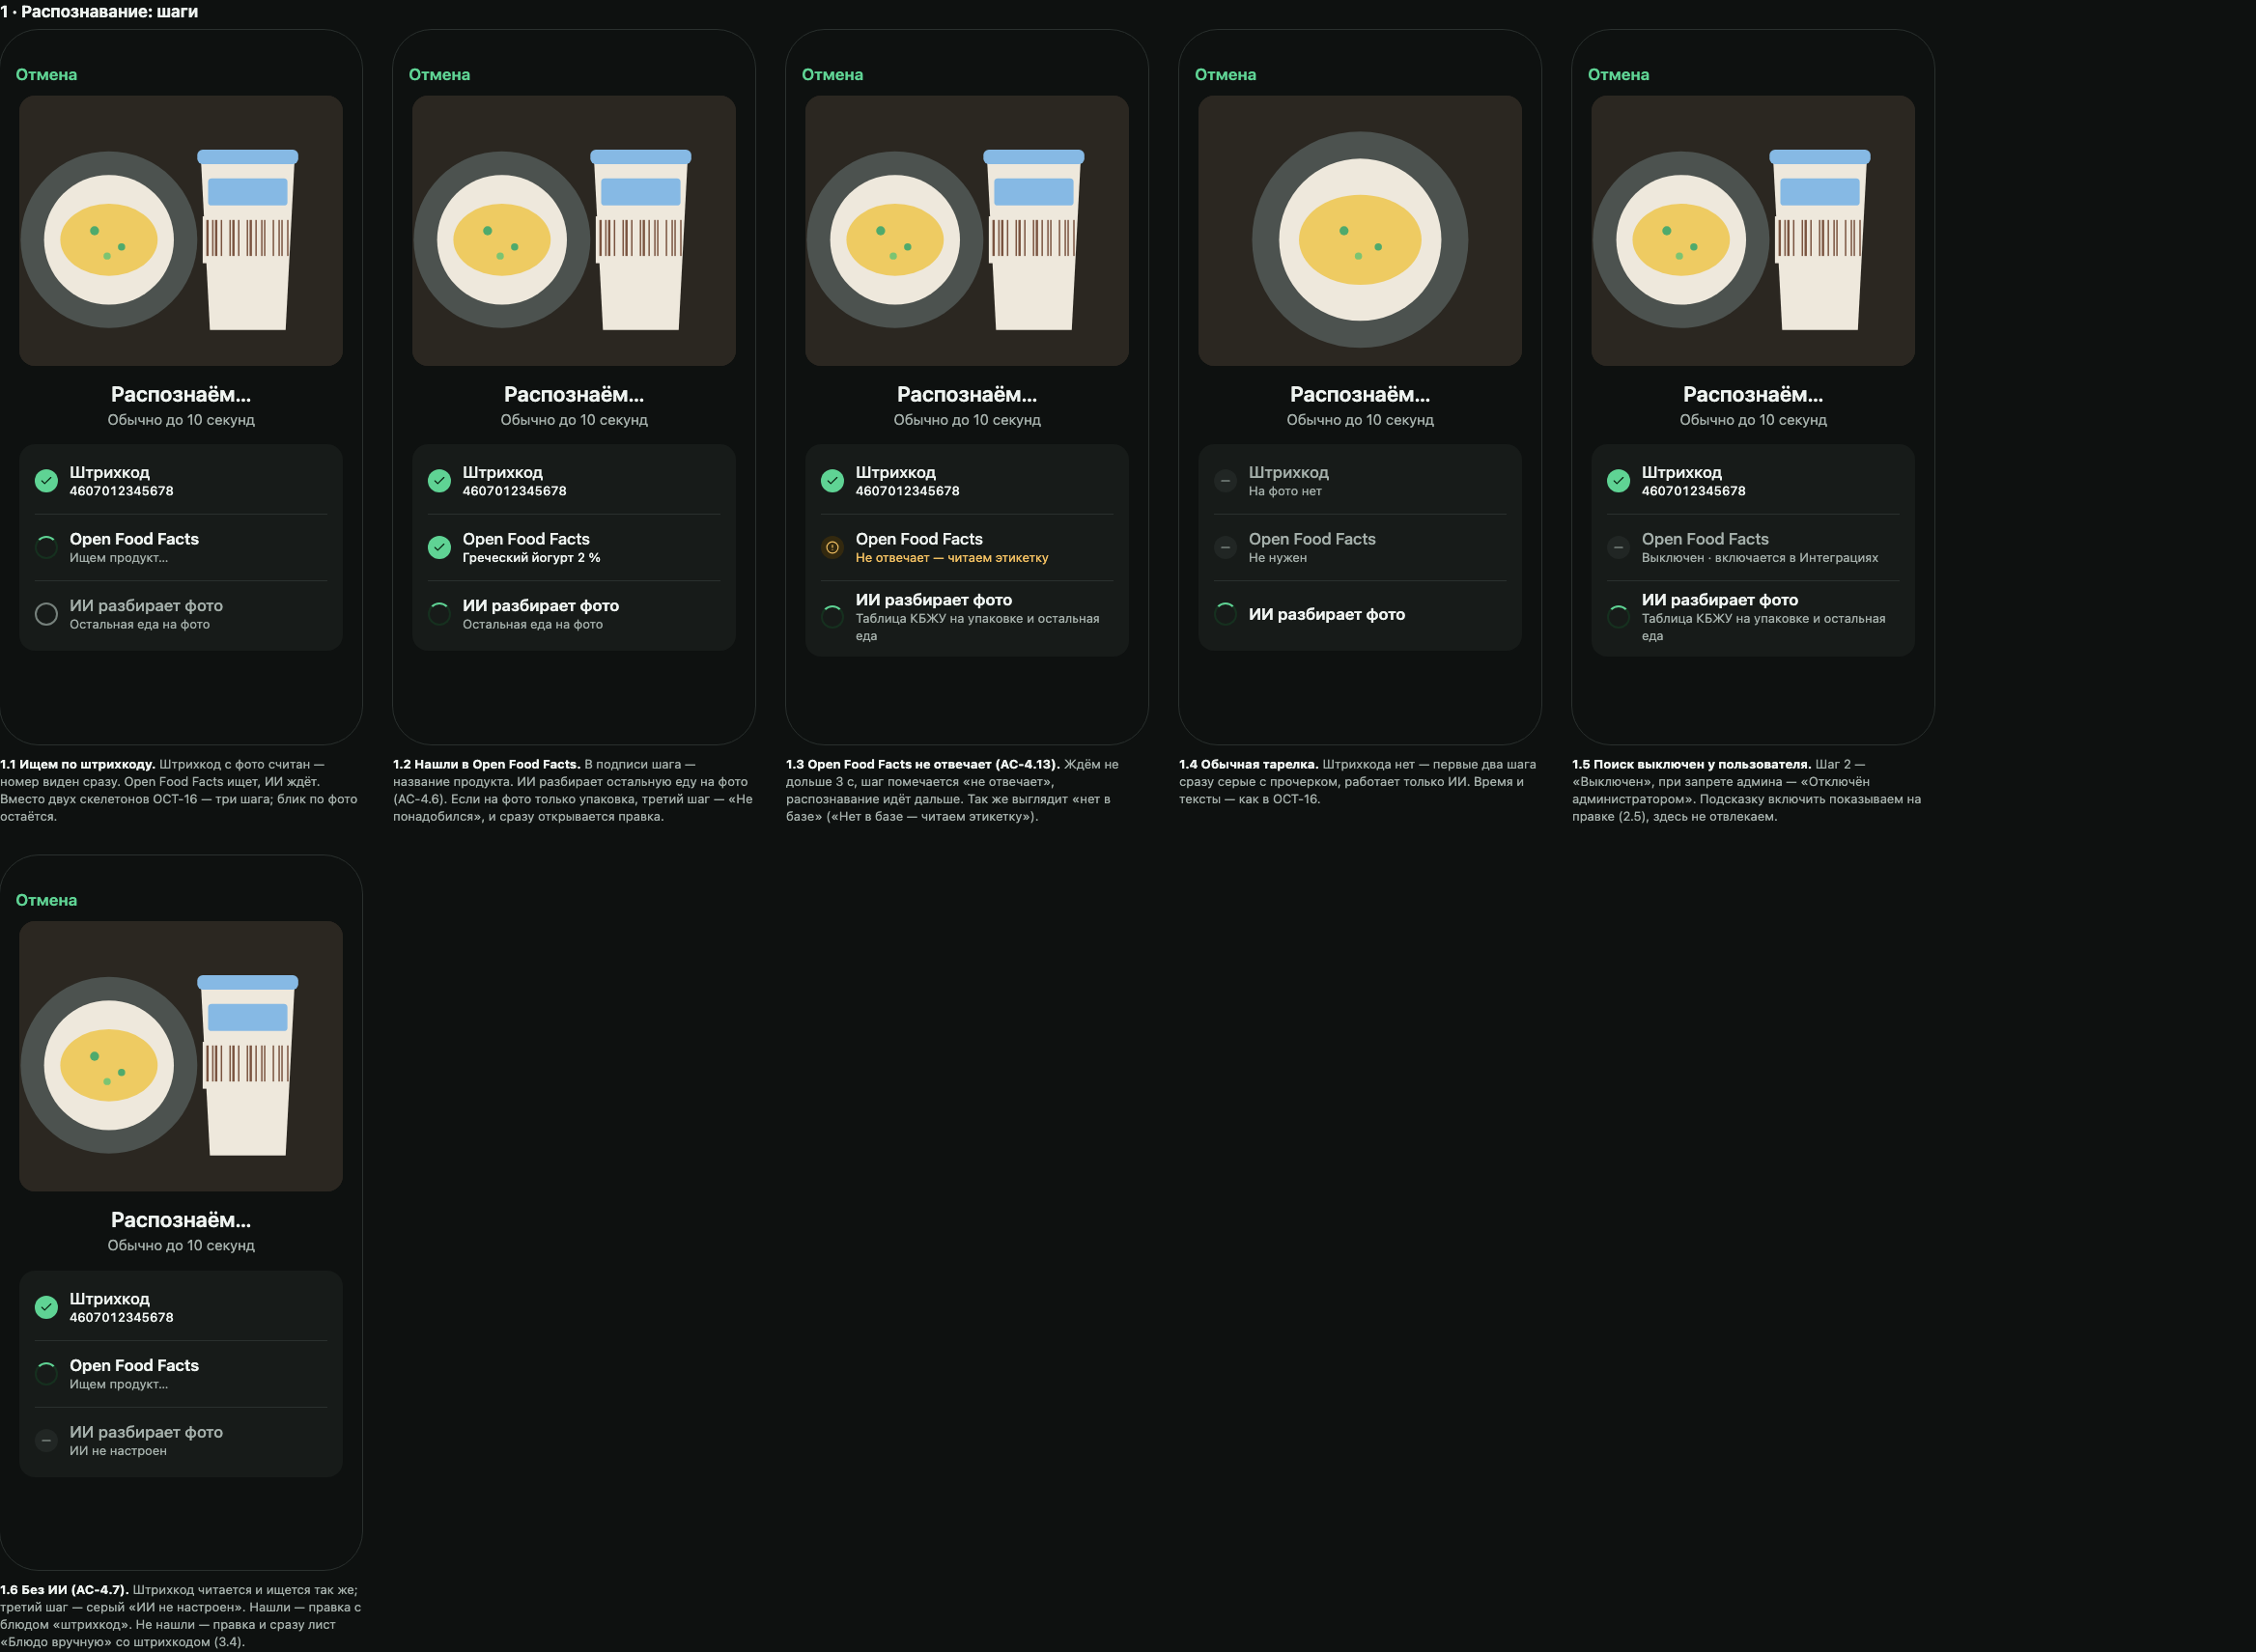 1 · Распознавание: шаги
Отмена
Распознаём…
Обычно до 10 секунд
Штрихкод
4607012345678
Open Food Facts
Ищем продукт…
ИИ разбирает фото
Остальная еда на фото
1.1 Ищем по штрихкоду. Штрихкод с фото считан —
номер виден сразу. Open Food Facts ищет, ИИ ждёт.
Вместо двух скелетонов ОСТ-16 — три шага; блик по фото
остаётся.
Отмена
Распознаём…
Обычно до 10 секунд
Штрихкод
4607012345678
Open Food Facts
Греческий йогурт 2 %
ИИ разбирает фото
Остальная еда на фото
1.2 Нашли в Open Food Facts. В подписи шага —
название продукта. ИИ разбирает остальную еду на фото
(АС-4.6). Если на фото только упаковка, третий шаг — «Не
понадобился», и сразу открывается правка.
Отмена
Распознаём…
Обычно до 10 секунд
Штрихкод
4607012345678
Open Food Facts
Не отвечает — читаем этикетку
ИИ разбирает фото
Таблица КБЖУ на упаковке и остальная
еда
1.3 Open Food Facts не отвечает (АС-4.13). Ждём не
дольше 3 с, шаг помечается «не отвечает»,
распознавание идёт дальше. Так же выглядит «нет в
базе» («Нет в базе — читаем этикетку»).
Отмена
Распознаём…
Обычно до 10 секунд
Штрихкод
На фото нет
Open Food Facts
Не нужен
ИИ разбирает фото
1.4 Обычная тарелка. Штрихкода нет — первые два шага
сразу серые с прочерком, работает только ИИ. Время и
тексты — как в ОСТ-16.
Отмена
Распознаём…
Обычно до 10 секунд
Штрихкод
4607012345678
Open Food Facts
Выключен · включается в Интеграциях
ИИ разбирает фото
Таблица КБЖУ на упаковке и остальная
еда
1.5 Поиск выключен у пользователя. Шаг 2 —
«Выключен», при запрете админа — «Отключён
администратором». Подсказку включить показываем на
правке (2.5), здесь не отвлекаем.
Отмена
Распознаём…
Обычно до 10 секунд
Штрихкод
4607012345678
Open Food Facts
Ищем продукт…
ИИ разбирает фото
ИИ не настроен
1.6 Без ИИ (АС-4.7). Штрихкод читается и ищется так же;
третий шаг — серый «ИИ не настроен». Нашли — правка с
блюдом «штрихкод». Не нашли — правка и сразу лист
«Блюдо вручную» со штрихкодом (3.4).